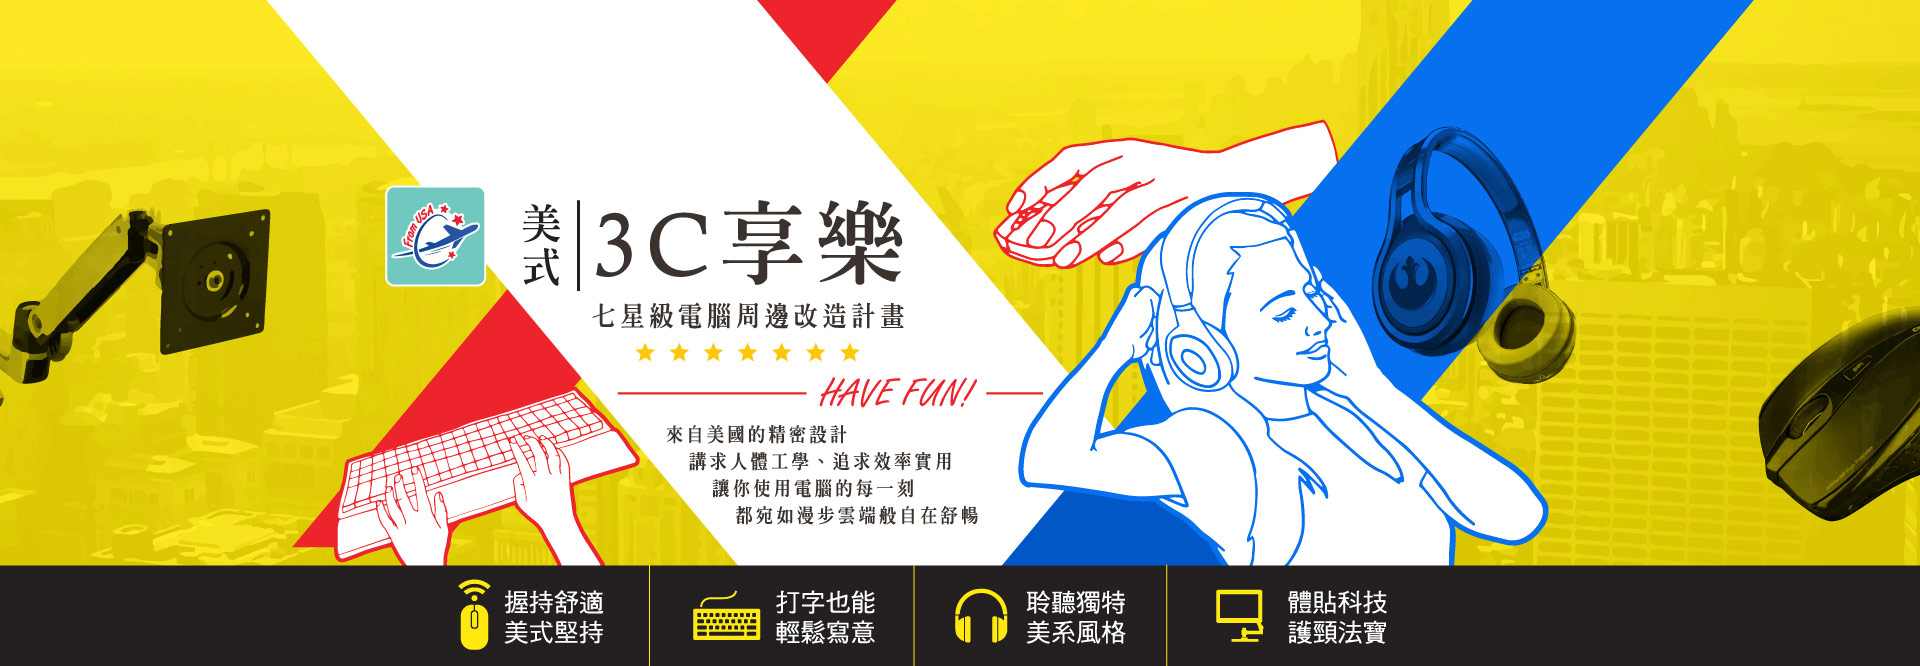 From USA
美式
3C享樂
七星級電腦周邊改造計畫
HAVE FUN!
來自美國的精密設計
講求人體工學、追求效率實用
讓你使用電腦的每一刻
都宛如漫步雲端般自在舒暢
握持舒適
美式堅持
打字也能
輕鬆寫意
聆聽獨特
美系風格
體貼科技
護頸法寶